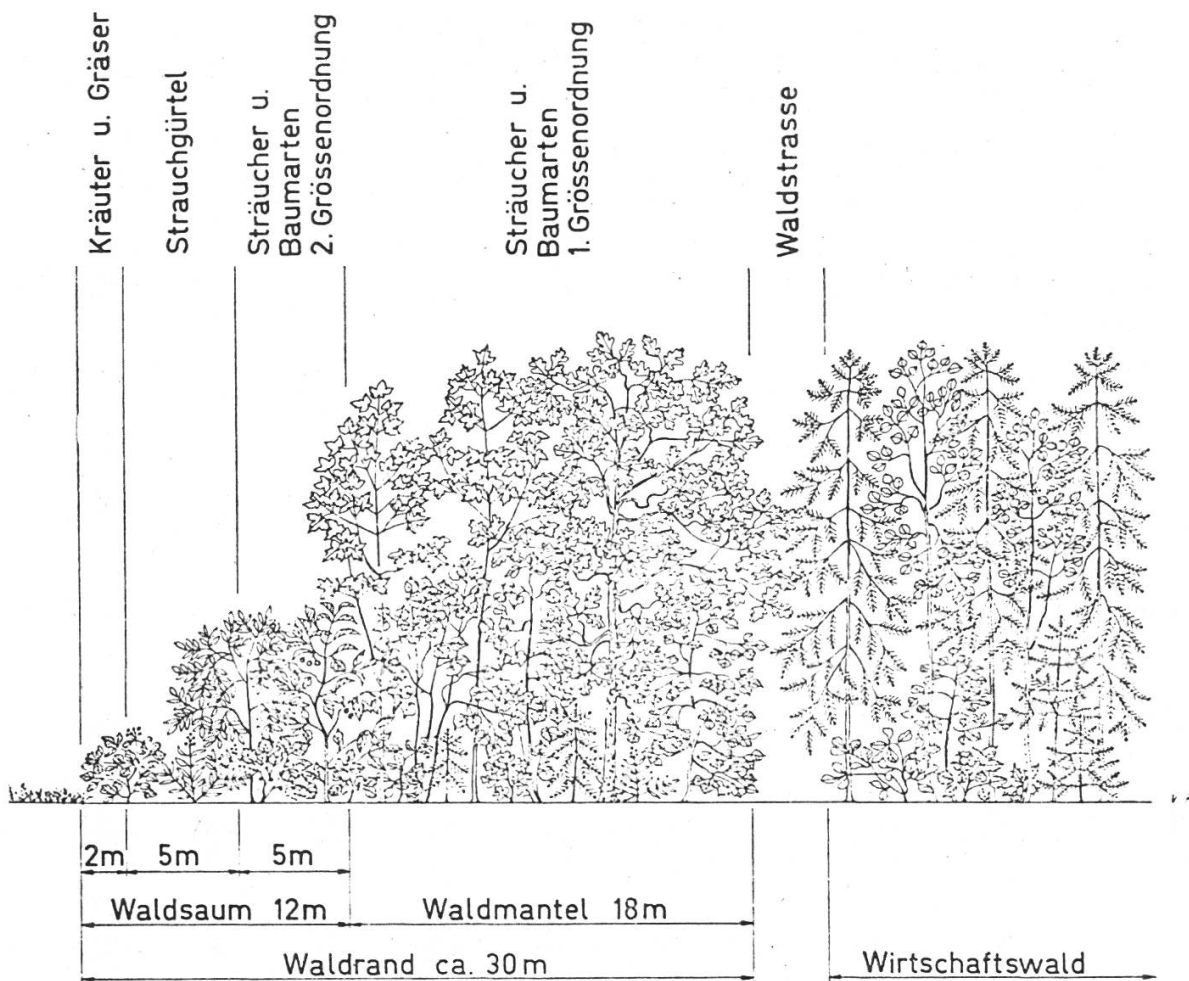 Kräuter u. Gräser
Strauchgürtel
Sträucher u.
Baumarten
2. Grössenordnung
Sträucher u.
Baumarten
1. Grössenordnung
Waldstrasse
2m
5m
5m
Waldsaum 12m
Waldmantel 18m
Waldrand ca. 30m
Wirtschaftswald